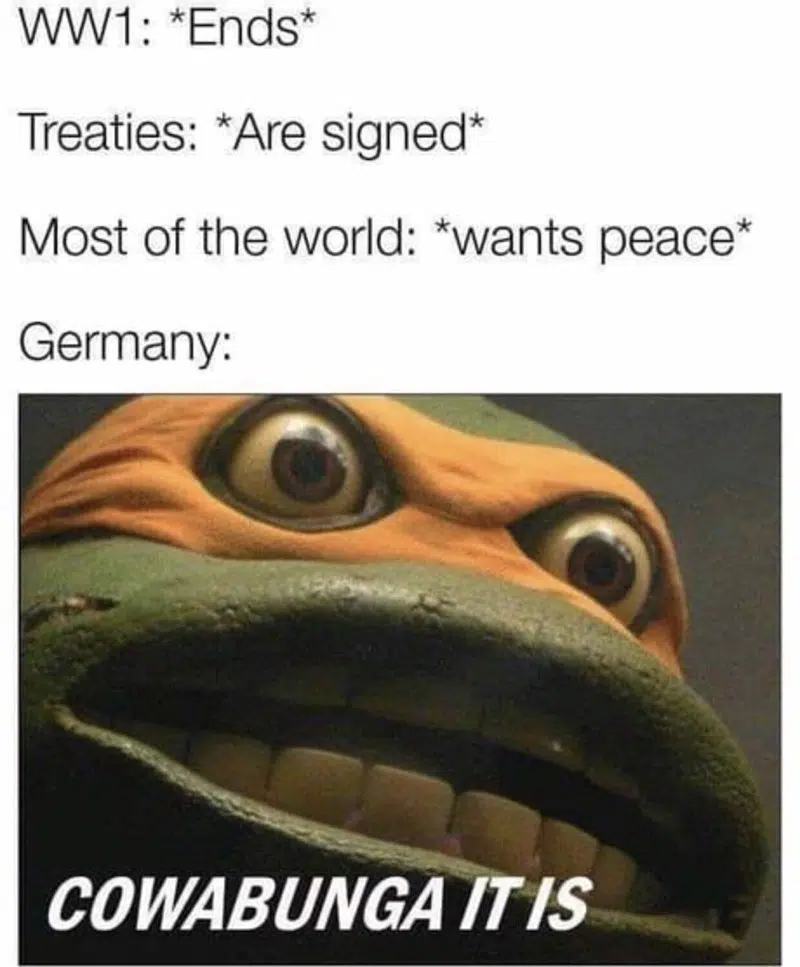 WW1: *Ends*
Treaties: *Are signed*
Most of the world: *wants peace*
Germany:
COWABUNGA IT IS